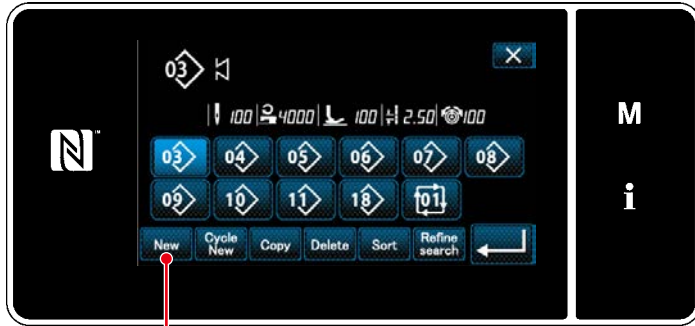 03
100 4000 100 2.50 100
M
03 04 05 06 07 08
i
09 10 11 18 01
New Cycle New Copy Delete Sort Refine search